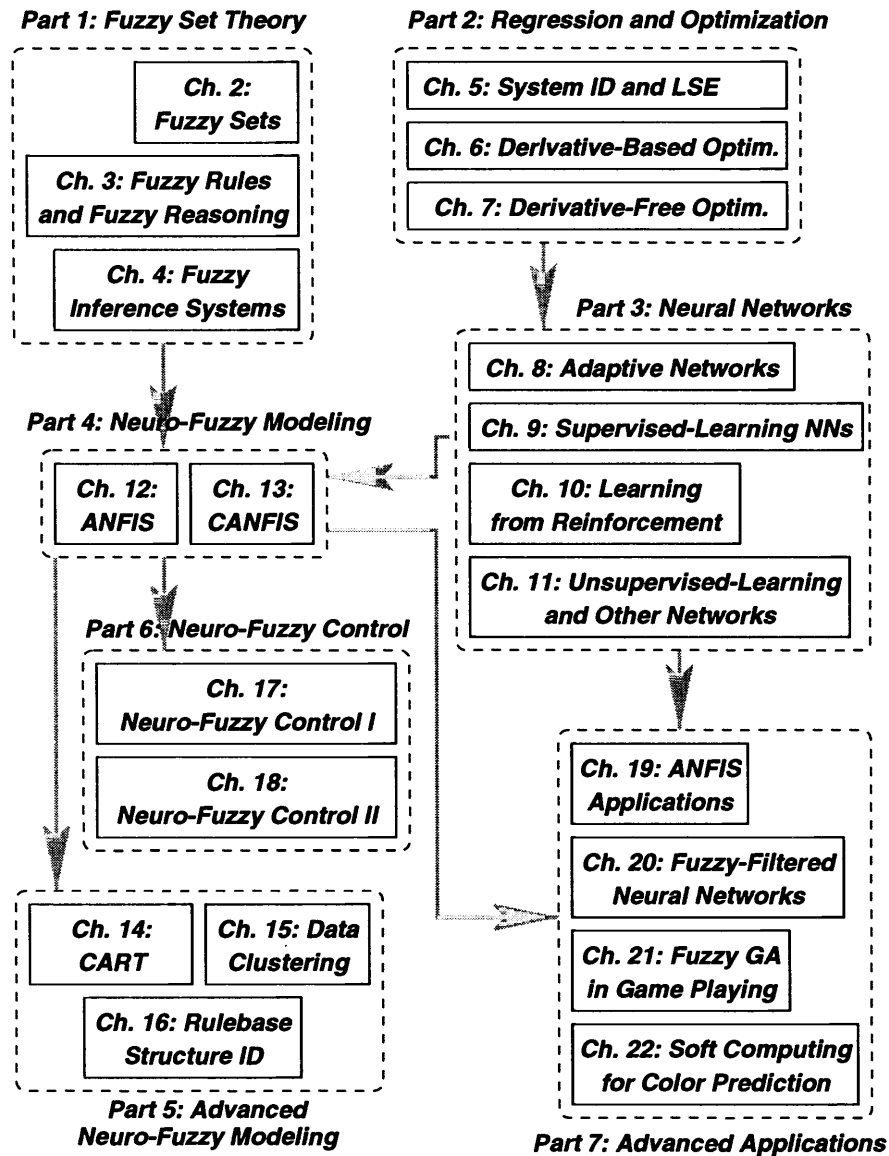 Part 1: Fuzzy Set Theory
Ch. 2:
Fuzzy Sets
Ch. 3: Fuzzy Rules
and Fuzzy Reasoning
Ch. 4: Fuzzy
Inference Systems
Part 2: Regression and Optimization
Ch. 5: System ID and LSE
Ch. 6: Derivative-Based Optim.
Ch. 7: Derivative-Free Optim.
Part 3: Neural Networks
Ch. 8: Adaptive Networks
Ch. 9: Supervised-Learning NNs
Ch. 10: Learning
from Reinforcement
Ch. 11: Unsupervised-Learning
and Other Networks
Part 4: Neuro-Fuzzy Modeling
Ch. 12:
ANFIS
Ch. 13:
CANFIS
Part 6: Neuro-Fuzzy Control
Ch. 17:
Neuro-Fuzzy Control I
Ch. 18:
Neuro-Fuzzy Control II
Ch. 14:
CART
Ch. 15: Data
Clustering
Ch. 16: Rulebase
Structure ID
Part 5: Advanced
Neuro-Fuzzy Modeling
Ch. 19: ANFIS
Applications
Ch. 20: Fuzzy-Filtered
Neural Networks
Ch. 21: Fuzzy GA
in Game Playing
Ch. 22: Soft Computing
for Color Prediction
Part 7: Advanced Applications